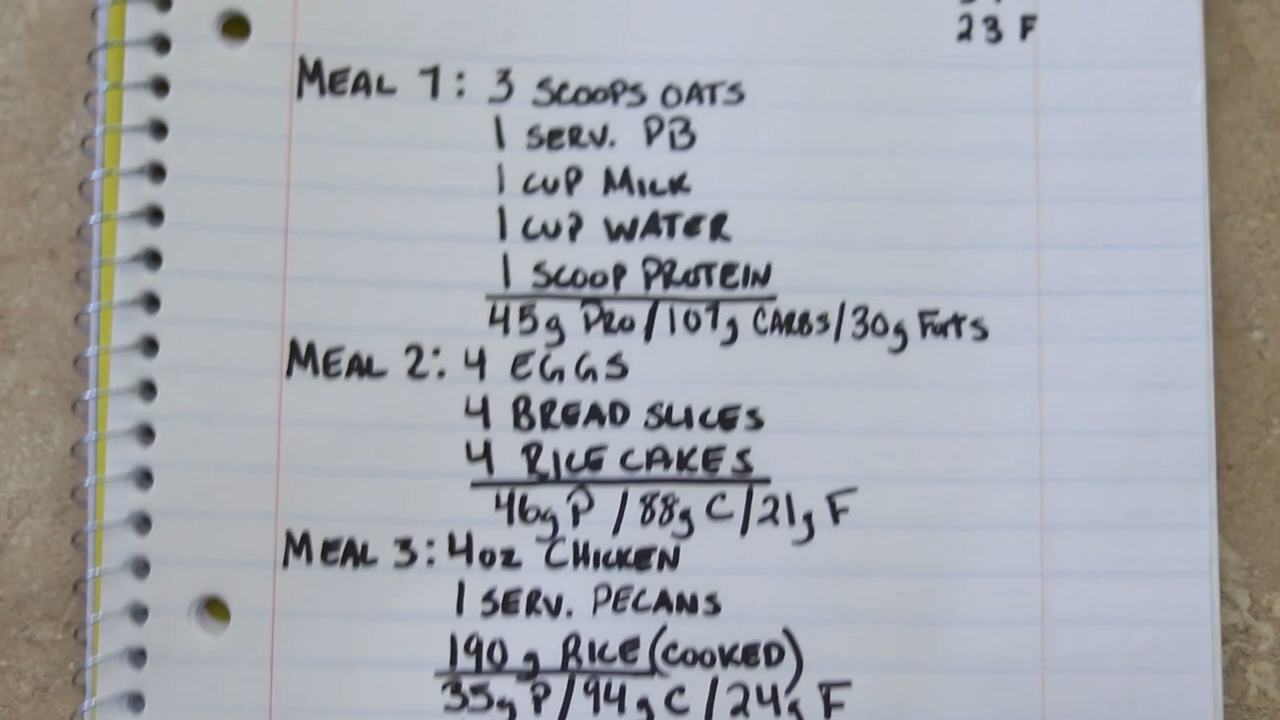 23 F
MEAL 1: 3 SCOOPS OATS
1 SERV. PB
1 CUP MILK
1 CUP WATER
1 SCOOP PROTEIN
45g PRO/107g CARBS/30g Fats
MEAL 2: 4 EGGS
4 BREAD SLICES
4 RICE CAKES
46g P / 88g C/21g F
MEAL 3: 4oz CHICKEN
1 SERV. PECANS
190 g RICE (COOKED)
35g P/94g C/24g F